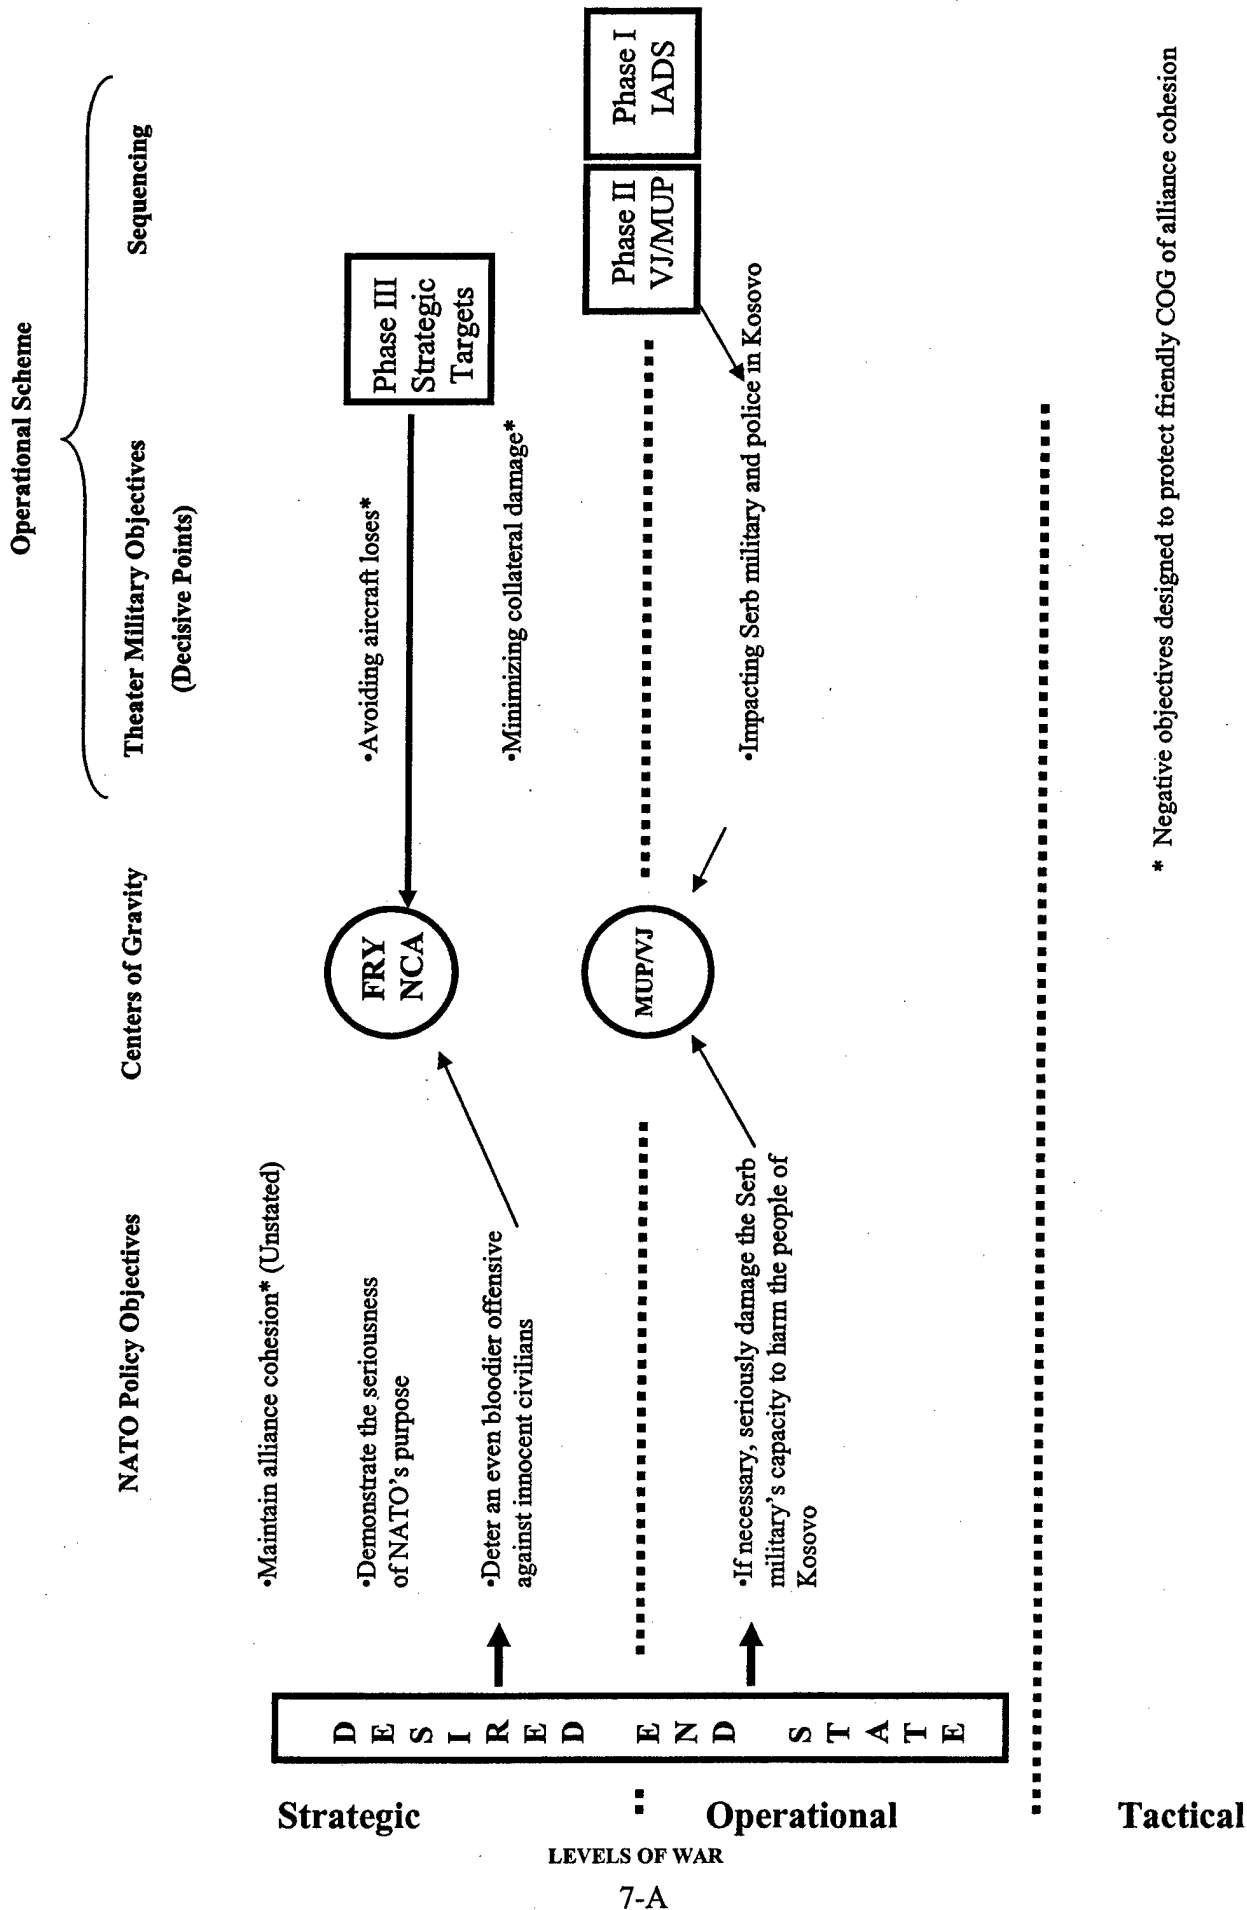 Operational Scheme
NATO Policy Objectives
Centers of Gravity
Theater Military Objectives
(Decisive Points)
Sequencing
Strategic
Operational
Tactical
LEVELS OF WAR
DESIRED END STATE
•Maintain alliance cohesion* (Unstated)
•Demonstrate the seriousness
of NATO's purpose
•Deter an even bloodier offensive
against innocent civilians
•If necessary, seriously damage the Serb
military's capacity to harm the people of
Kosovo
FRY
NCA
MUP/VJ
•Avoiding aircraft loses*
•Minimizing collateral damage*
•Impacting Serb military and police in Kosovo
Phase III
Strategic
Targets
Phase II
VJ/MUP
Phase I
IADS
* Negative objectives designed to protect friendly COG of alliance cohesion
7-A